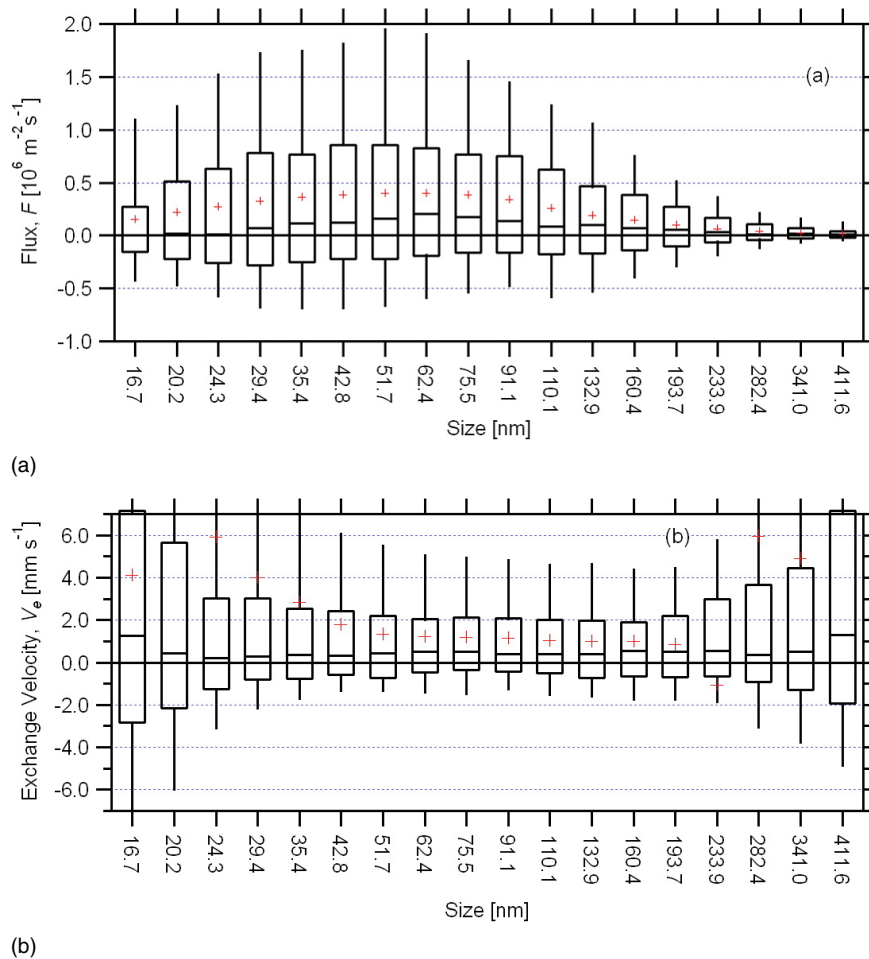 2.0
1.5
1.0
0.5
0.0
-0.5
-1.0
Flux, F [10⁶ m⁻²s⁻¹]
(a)
16.7 20.2 24.3 29.4 35.4 42.8 51.7 62.4 75.5 91.1 110.1 132.9 160.4 193.7 233.9 282.4 341.0 411.6
Size [nm]
(a)
6.0
4.0
2.0
0.0
-2.0
-4.0
-6.0
Exchange Velocity, Vₑ [mm s⁻¹]
(b)
16.7 20.2 24.3 29.4 35.4 42.8 51.7 62.4 75.5 91.1 110.1 132.9 160.4 193.7 233.9 282.4 341.0 411.6
Size [nm]
(b)